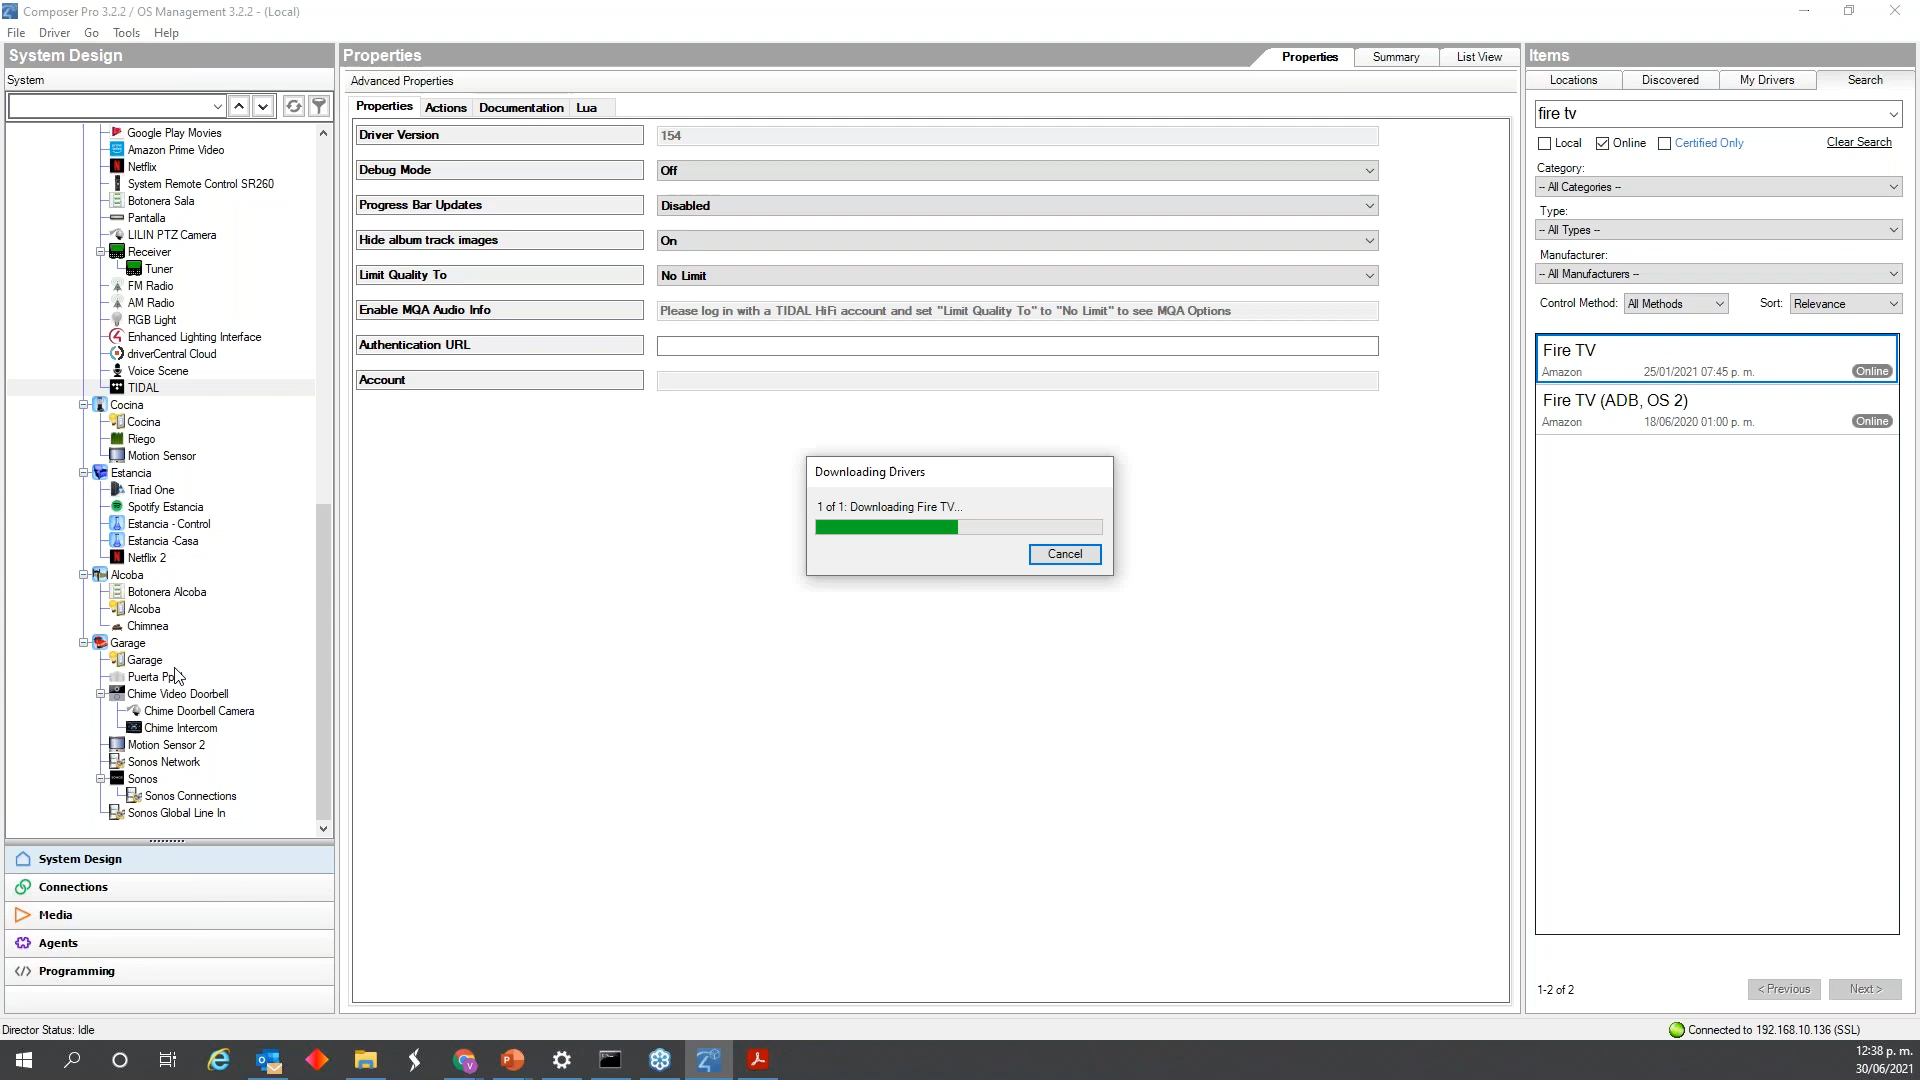 Composer Pro 3.2.2 / OS Management 3.2.2 - (Local)
File Driver Go Tools Help
System Design
System
Google Play Movies
Amazon Prime Video
Netflix
System Remote Control SR260
Botonera Sala
Pantalla
LILIN PTZ Camera
Receiver
Tuner
FM Radio
AM Radio
RGB Light
Enhanced Lighting Interface
driverCentral Cloud
Voice Scene
TIDAL
Cocina
Cocina
Riego
Motion Sensor
Estancia
Triad One
Spotify Estancia
Estancia - Control
Estancia -Casa
Netflix 2
Alcoba
Botonera Alcoba
Alcoba
Chimnea
Garage
Garage
Puerta Pp
Chime Video Doorbell
Chime Doorbell Camera
Chime Intercom
Motion Sensor 2
Sonos Network
Sonos
Sonos Connections
Sonos Global Line In
System Design
Connections
Media
Agents
Programming
Director Status: Idle
Properties
Properties Summary List View
Advanced Properties
Properties Actions Documentation Lua
Driver Version 154
Debug Mode Off
Progress Bar Updates Disabled
Hide album track images On
Limit Quality To No Limit
Enable MQA Audio Info Please log in with a TIDAL HiFi account and set "Limit Quality To" to "No Limit" to see MQA Options
Authentication URL
Account
Downloading Drivers
1 of 1: Downloading Fire TV...
Cancel
Items
Locations Discovered My Drivers Search
fire tv
Local Online Certified Only Clear Search
Category:
-- All Categories --
Type:
-- All Types --
Manufacturer:
-- All Manufacturers --
Control Method: All Methods Sort: Relevance
Fire TV
Amazon 25/01/2021 07:45 p. m. Online
Fire TV (ADB, OS 2)
Amazon 18/06/2020 01:00 p. m. Online
1-2 of 2 < Previous Next >
Connected to 192.168.10.136 (SSL)
12:38 p. m.
30/06/2021